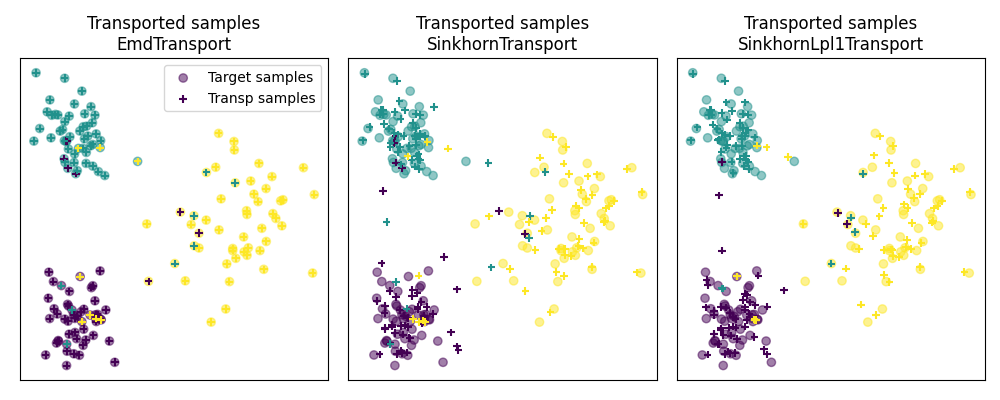 Transported samples
EmdTransport
Transported samples
SinkhornTransport
Transported samples
SinkhornLpl1Transport
Target samples
Transp samples